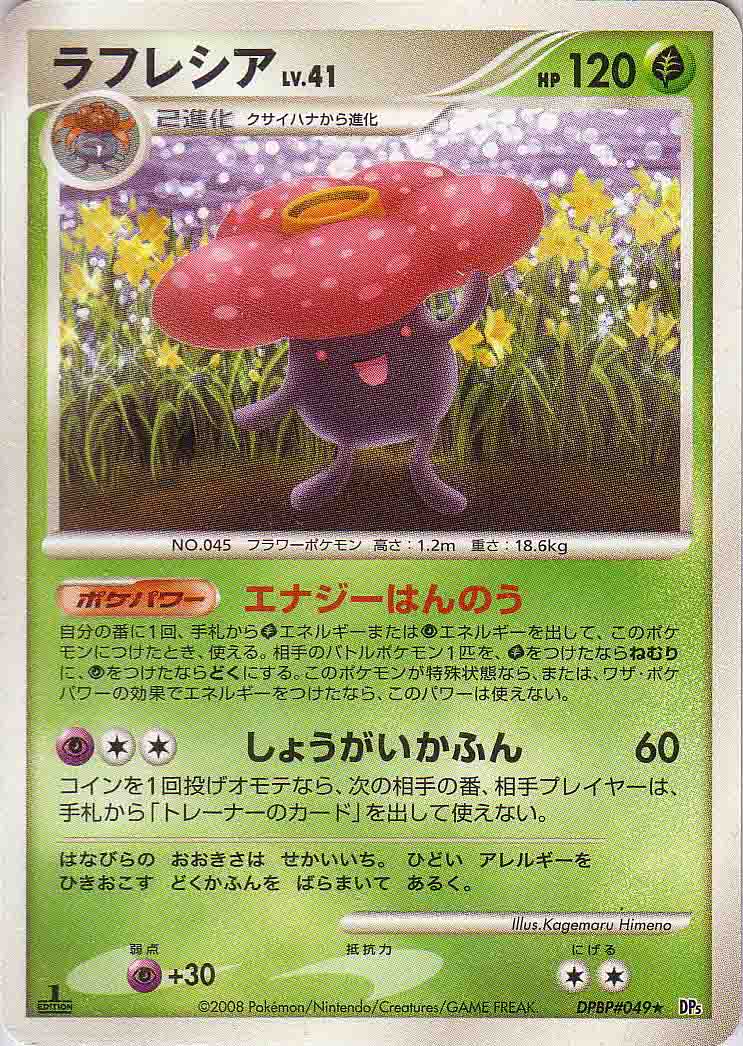 ラフレシア LV.41 HP 120
2進化 クサイハナから進化
NO.045 フラワーポケモン 高さ：1.2m 重さ：18.6kg
ポケパワー エナジーはんのう
自分の番に1回、手札からエネルギーまたはエネルギーを出して、このポケ
モンにつけたとき、使える。相手のバトルポケモン1匹を、をつけたならねむり
に、をつけたならどくにする。このポケモンが特殊状態なら、または、ワザ・ポケ
パワーの効果でエネルギーをつけたなら、このパワーは使えない。
しょうがいかふん 60
コインを1回投げオモテなら、次の相手の番、相手プレイヤーは、
手札から「トレーナーのカード」を出して使えない。
はなびらの おおきさは せかいいち。 ひどい アレルギーを
ひきおこす どくかふんを ばらまいて あるく。
Illus.Kagemaru Himeno
弱点 抵抗力 にげる
+30
1 EDITION ©2008 Pokémon/Nintendo/Creatures/GAME FREAK. DPBP#049★ DP5